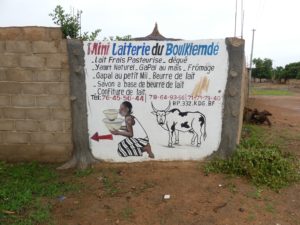 Mini Laiterie du Boulkiemdé
. Lait Frais Pasteurisé _ dégué
. Yaourt Naturel _ Gapal au maïs _ Fromage
. Gapal au petit Mil _ Beurre de lait
. Savon à base de beurre de lait
. Confiture de lait
Tél:
BP 332 KDG BF